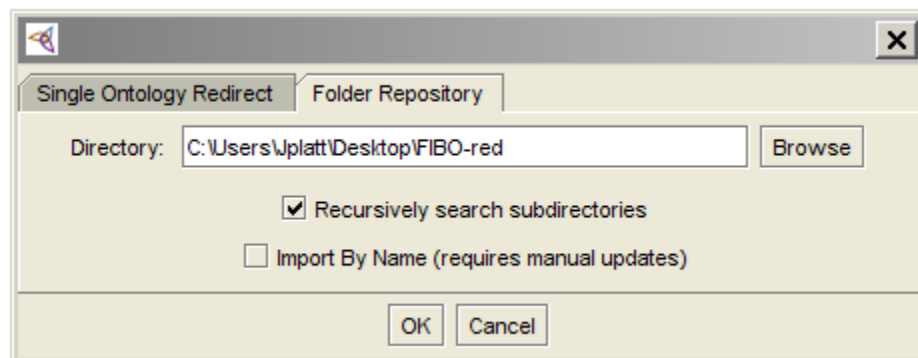 Single Ontology Redirect Folder Repository
Directory: C:\Users\Jplatt\Desktop\FIBO-red Browse
Recursively search subdirectories
Import By Name (requires manual updates)
OK Cancel